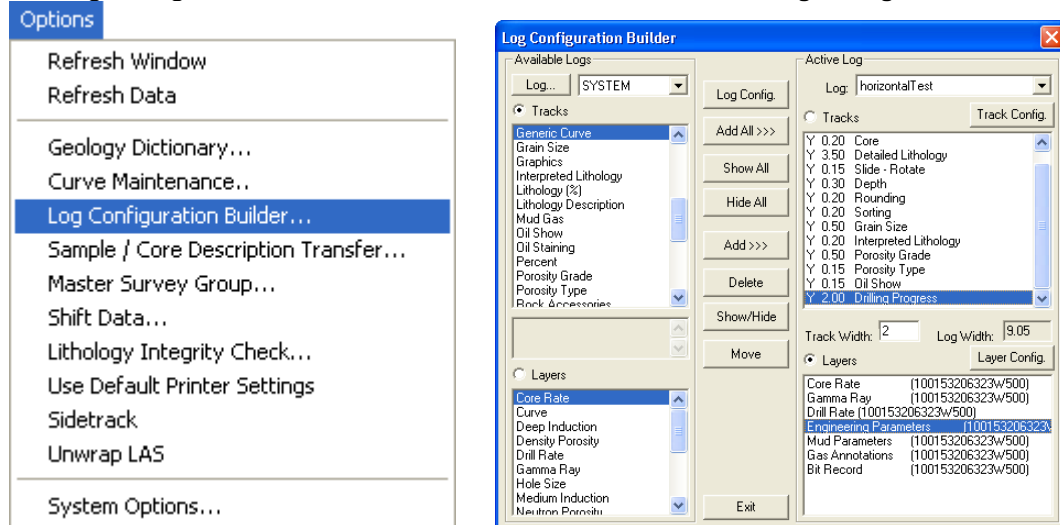 Options
Refresh Window
Refresh Data
Geology Dictionary...
Curve Maintenance..
Log Configuration Builder...
Sample / Core Description Transfer...
Master Survey Group...
Shift Data...
Lithology Integrity Check...
Use Default Printer Settings
Sidetrack
Unwrap LAS
System Options...
Log Configuration Builder
Available Logs
Log...
SYSTEM
Tracks
Generic Curve
Grain Size
Graphics
Interpreted Lithology
Lithology (%)
Lithology Description
Mud Gas
Oil Show
Oil Staining
Percent
Porosity Grade
Porosity Type
Rock Accessories
Layers
Core Rate
Curve
Deep Induction
Density Porosity
Drill Rate
Gamma Ray
Hole Size
Medium Induction
Neutron Porosity
Log Config.
Add All >>>
Show All
Hide All
Add >>>
Delete
Show/Hide
Move
Exit
Active Log
Log: horizontalTest
Tracks
Track Config.
Y 0.20 Core
Y 3.50 Detailed Lithology
Y 0.15 Slide - Rotate
Y 0.30 Depth
Y 0.20 Rounding
Y 0.20 Sorting
Y 0.50 Grain Size
Y 0.20 Interpreted Lithology
Y 0.50 Porosity Grade
Y 0.15 Porosity Type
Y 0.15 Oil Show
Y 2.00 Drilling Progress
Track Width: 2 Log Width: 9.05
Layers
Layer Config.
Core Rate (100153206323W500)
Gamma Ray (100153206323W500)
Drill Rate (100153206323W500)
Engineering Parameters (100153206323W
Mud Parameters (100153206323W500)
Gas Annotations (100153206323W500)
Bit Record (100153206323W500)